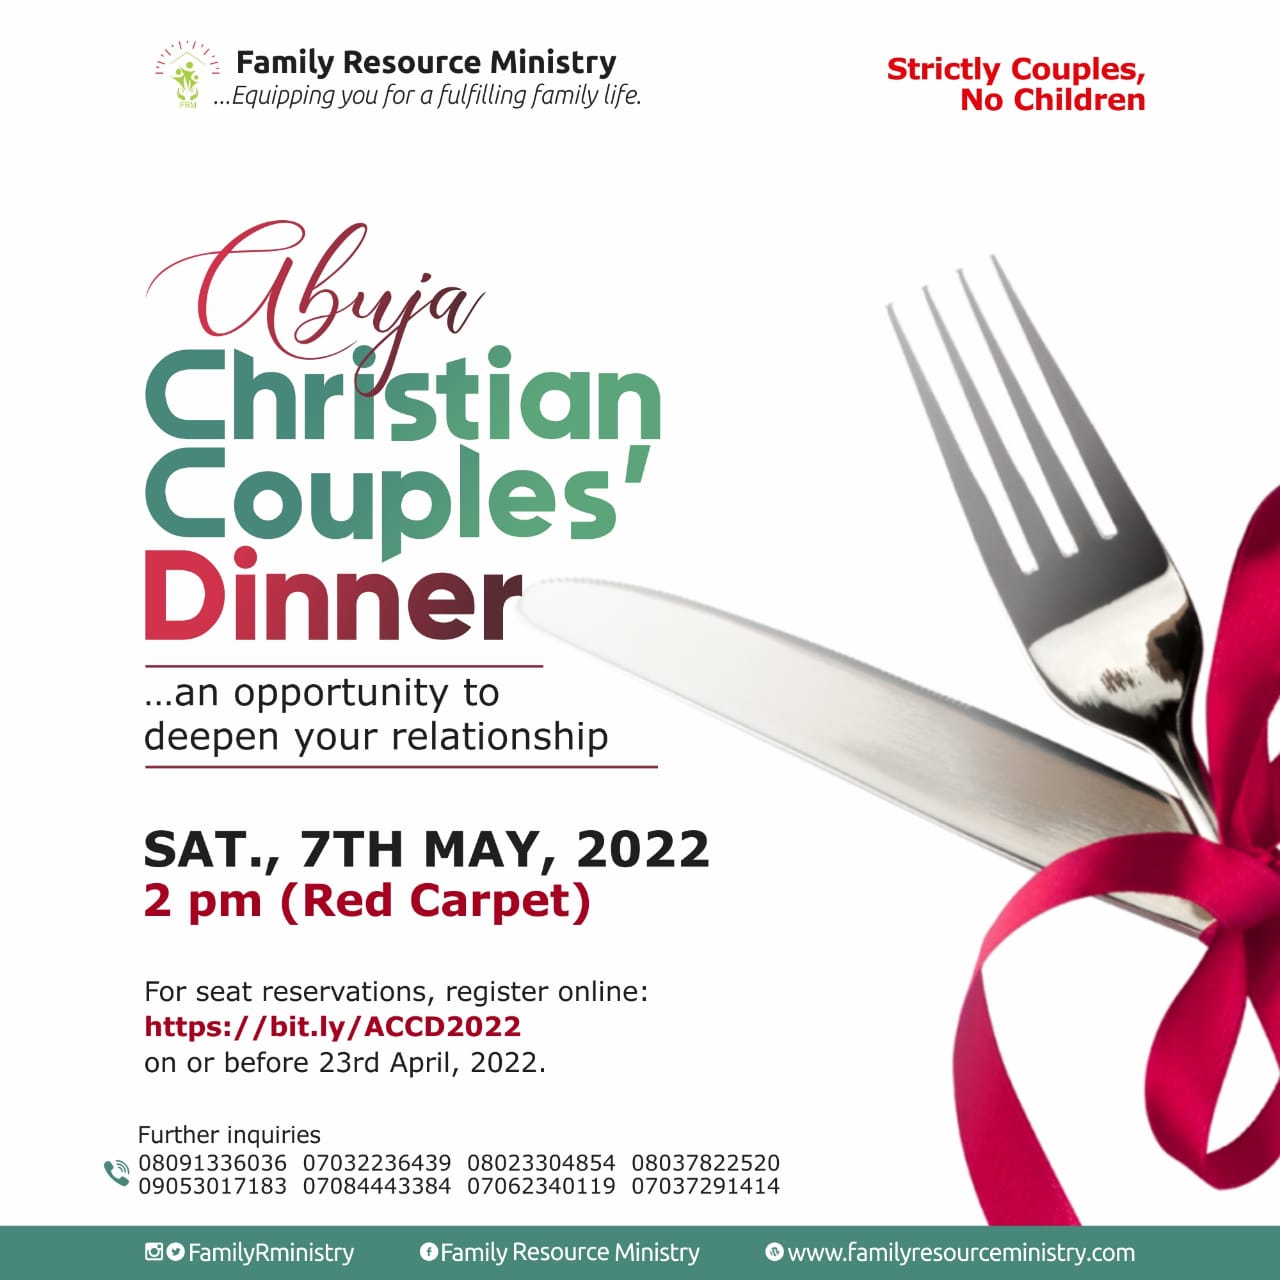 Family Resource Ministry
...Equipping you for a fulfilling family life.
FRM
Strictly Couples,
No Children
Abuja
Christian
Couples'
Dinner
...an opportunity to
deepen your relationship
SAT., 7TH MAY, 2022
2 pm (Red Carpet)
For seat reservations, register online:
https://bit.ly/ACCD2022
on or before 23rd April, 2022.
Further inquiries
08091336036 07032236439 08023304854 08037822520
09053017183 07084443384 07062340119 07037291414
FamilyRministry Family Resource Ministry www.familyresourceministry.com